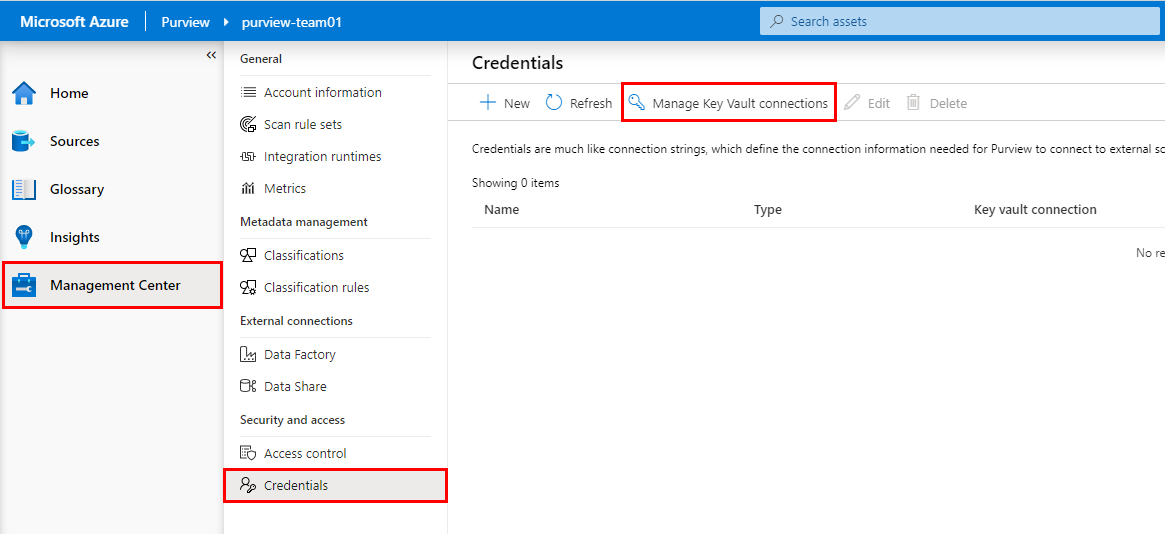 Microsoft Azure Purview purview-team01 Search assets
«
Home
Sources
Glossary
Insights
Management Center
General
Account information
Scan rule sets
Integration runtimes
Metrics
Metadata management
Classifications
Classification rules
External connections
Data Factory
Data Share
Security and access
Access control
Credentials
Credentials
New Refresh Manage Key Vault connections Edit Delete
Credentials are much like connection strings, which define the connection information needed for Purview to connect to external so
Showing 0 items
Name Type Key vault connection
No re